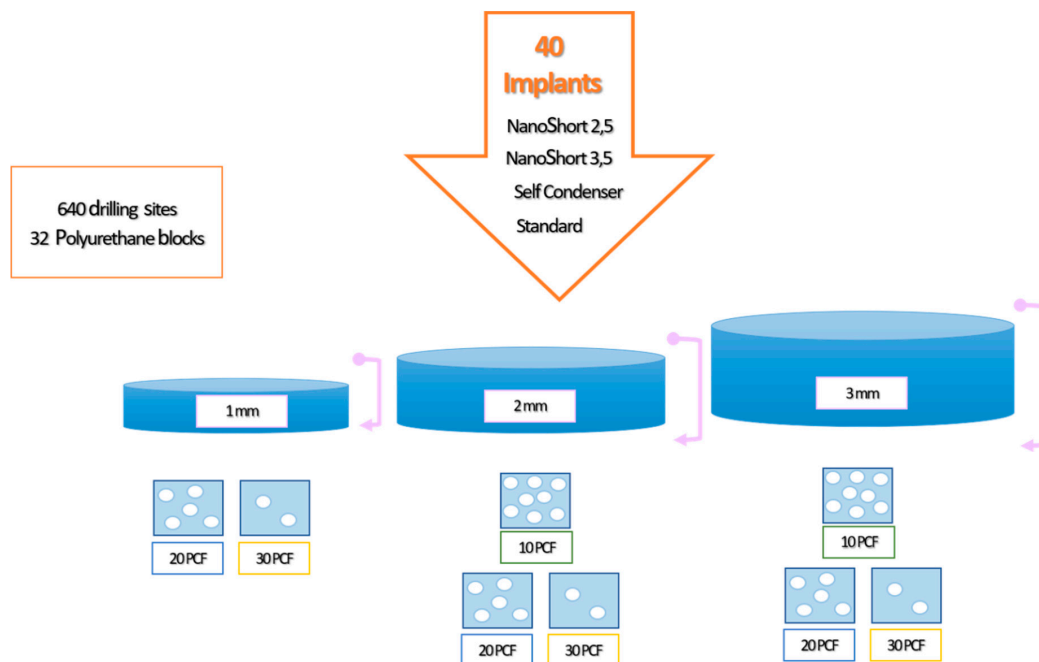 40
Implants
NanoShort 2,5
NanoShort 3,5
Self Condenser
Standard
640 drilling sites
32 Polyurethane blocks
1 mm
2 mm
3 mm
20 PCF
30 PCF
10 PCF
20 PCF
30 PCF
10 PCF
20 PCF
30 PCF